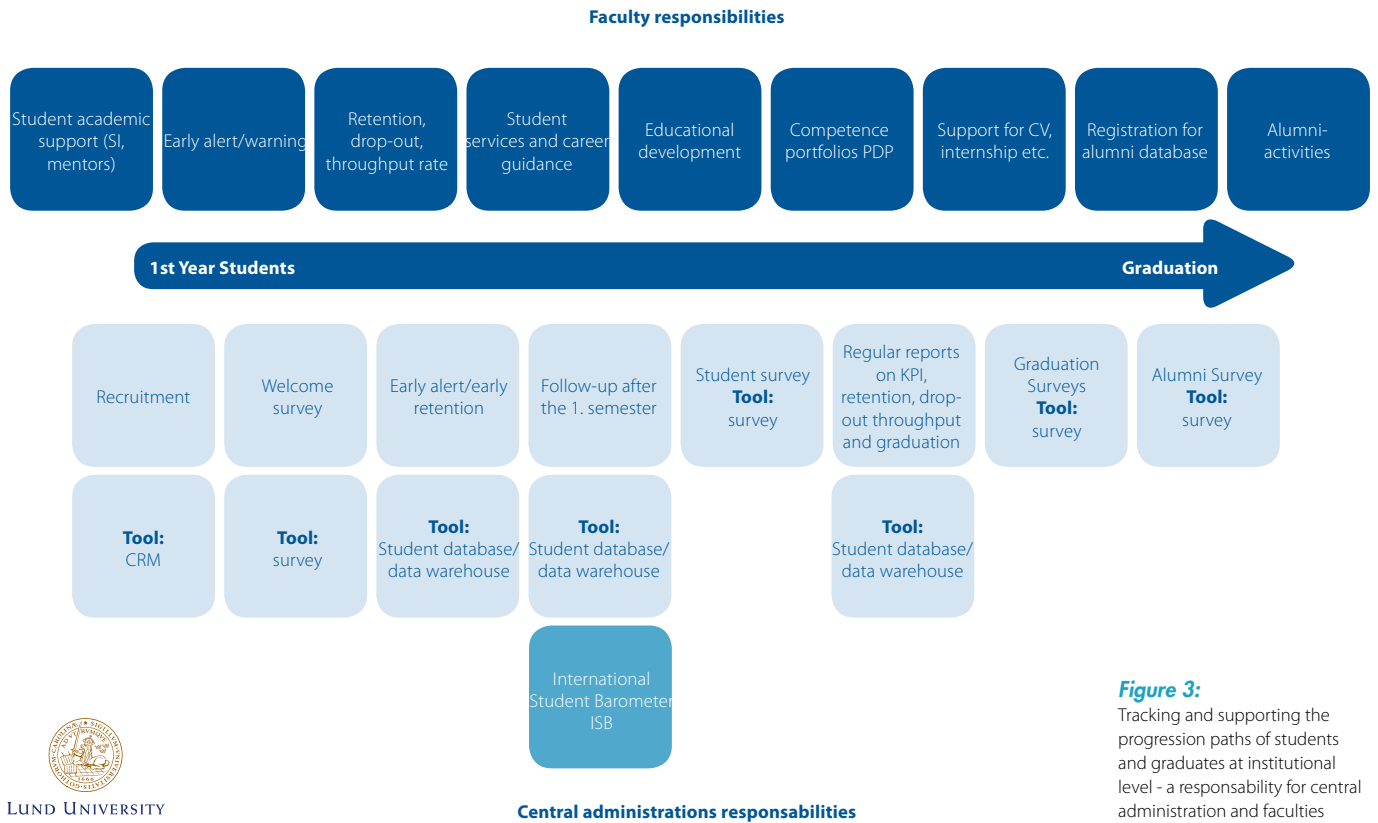 Faculty responsibilities
Student academic
support (SI,
mentors)
Early alert/warning
Retention,
drop-out,
throughput rate
Student
services and career
guidance
Educational
development
Competence
portfolios PDP
Support for CV,
internship etc.
Registration for
alumni database
Alumni-
activities
1st Year Students
Graduation
Recruitment
Welcome
survey
Early alert/early
retention
Follow-up after
the 1. semester
Student survey
Tool:
survey
Regular reports
on KPI,
retention, drop-
out throughput
and graduation
Graduation
Surveys
Tool:
survey
Alumni Survey
Tool:
survey
Tool:
CRM
Tool:
survey
Tool:
Student database/
data warehouse
Tool:
Student database/
data warehouse
Tool:
Student database/
data warehouse
International
Student Barometer
ISB
Figure 3:
Tracking and supporting the
progression paths of students
and graduates at institutional
level - a responsability for central
administration and faculties
LUND UNIVERSITY
Central administrations responsabilities